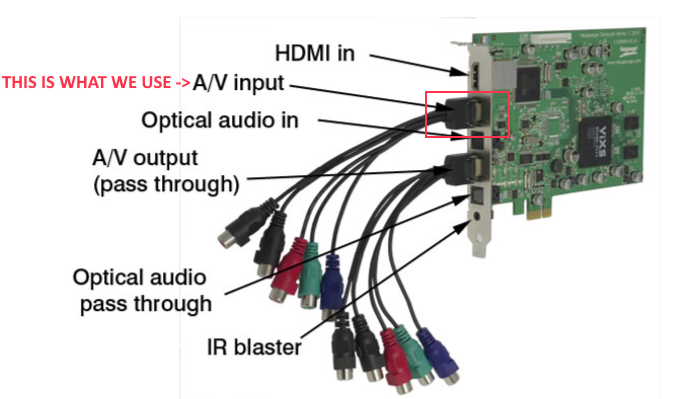 HDMI in
THIS IS WHAT WE USE -> A/V input
Optical audio in
A/V output
(pass through)
Optical audio
pass through
IR blaster
ViXS